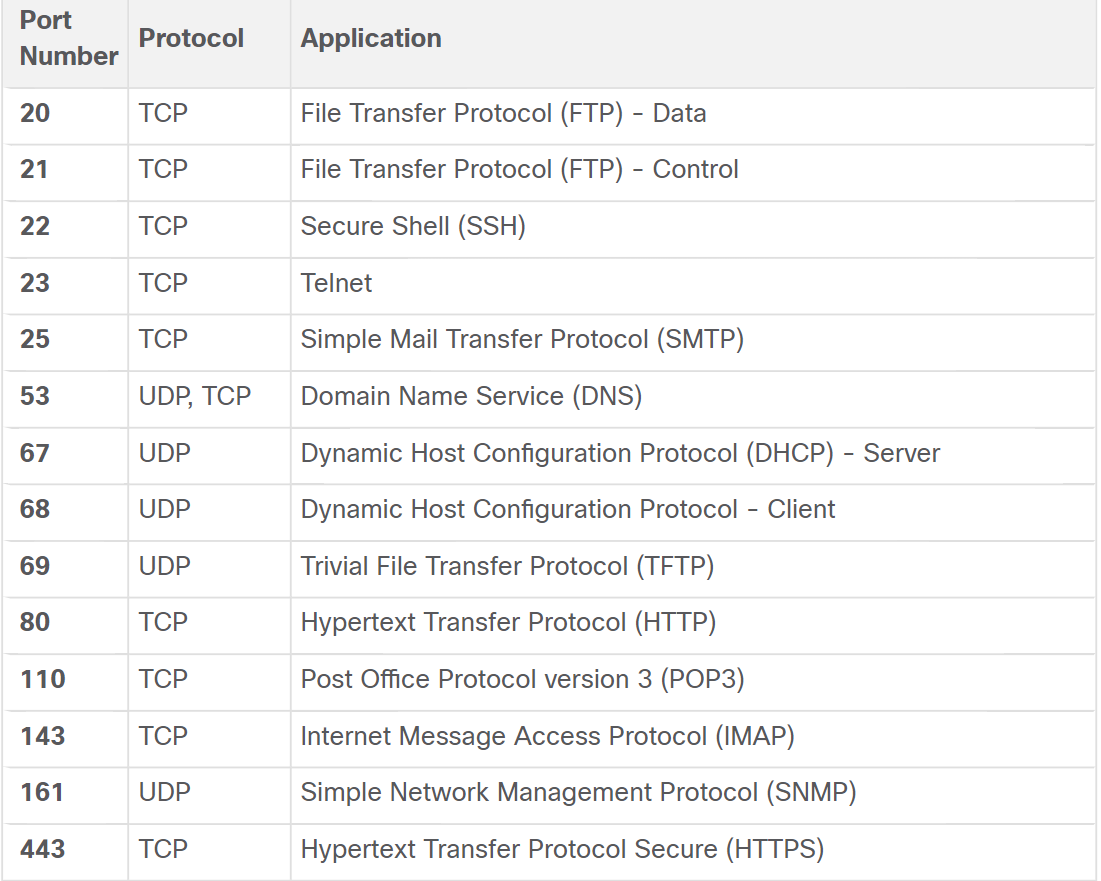 Port Number Protocol Application
20 TCP File Transfer Protocol (FTP) - Data
21 TCP File Transfer Protocol (FTP) - Control
22 TCP Secure Shell (SSH)
23 TCP Telnet
25 TCP Simple Mail Transfer Protocol (SMTP)
53 UDP, TCP Domain Name Service (DNS)
67 UDP Dynamic Host Configuration Protocol (DHCP) - Server
68 UDP Dynamic Host Configuration Protocol - Client
69 UDP Trivial File Transfer Protocol (TFTP)
80 TCP Hypertext Transfer Protocol (HTTP)
110 TCP Post Office Protocol version 3 (POP3)
143 TCP Internet Message Access Protocol (IMAP)
161 UDP Simple Network Management Protocol (SNMP)
443 TCP Hypertext Transfer Protocol Secure (HTTPS)